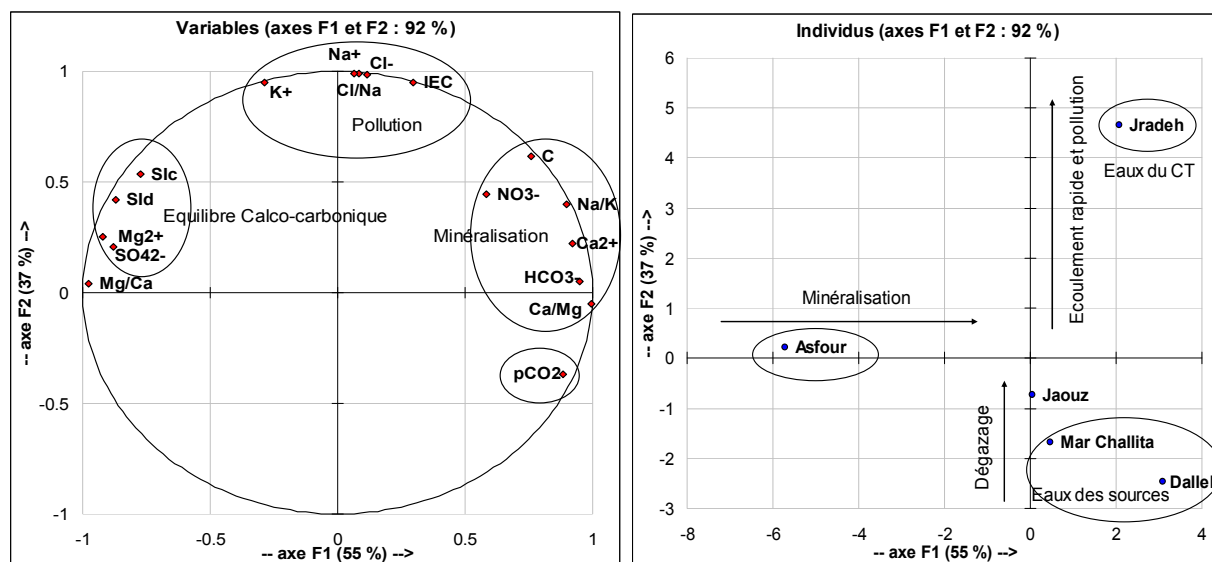 Variables (axes F1 et F2 : 92 %)
Na+
Cl-
Cl/Na
IEC
K+
Pollution
C
SIc
NO3-
SId
Na/K
Equilibre Calco-carbonique
Minéralisation
Mg2+
Ca2+
SO42-
HCO3-
Mg/Ca
Ca/Mg
pCO2
1
0.5
0
-0.5
-1
-1
-0.5
0
0.5
1
-- axe F2 (37 %) -->
-- axe F1 (55 %) -->
Individus (axes F1 et F2 : 92 %)
6
5
4
3
2
1
0
-1
-2
-3
-8
-6
-4
-2
0
2
4
-- axe F2 (37 %) -->
-- axe F1 (55 %) -->
Jradeh
Eaux du CT
Ecoulement rapide et pollution
Minéralisation
Asfour
Jaouz
Dégazage
Mar Challita
Dallel
Eaux des sources